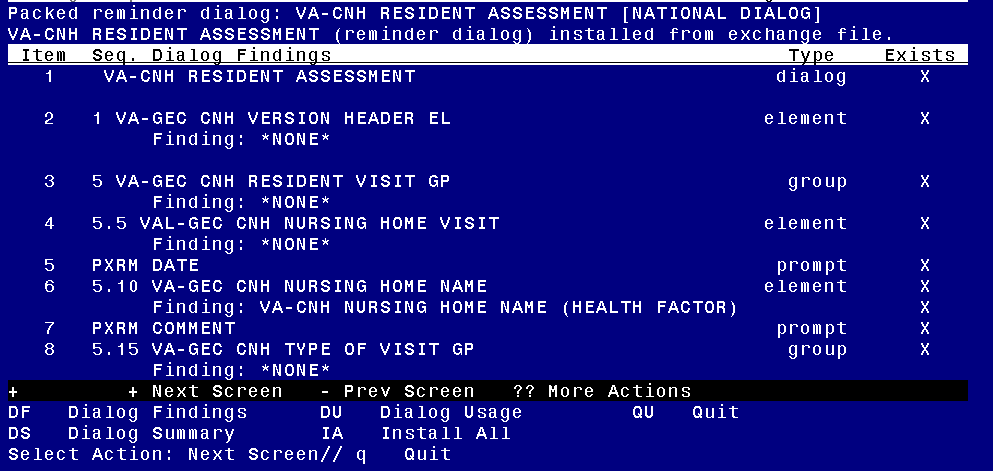 Packed reminder dialog: VA-CNH RESIDENT ASSESSMENT [NATIONAL DIALOG]
VA-CNH RESIDENT ASSESSMENT (reminder dialog) installed from exchange file.
Item Seq. Dialog Findings Type Exists
1 VA-CNH RESIDENT ASSESSMENT dialog X
2 1 VA-GEC CNH VERSION HEADER EL element X
Finding: *NONE*
3 5 VA-GEC CNH RESIDENT VISIT GP group X
Finding: *NONE*
4 5.5 VAL-GEC CNH NURSING HOME VISIT element X
Finding: *NONE*
5 PXRM DATE prompt X
6 5.10 VA-GEC CNH NURSING HOME NAME element X
Finding: VA-CNH NURSING HOME NAME (HEALTH FACTOR) X
7 PXRM COMMENT prompt X
8 5.15 VA-GEC CNH TYPE OF VISIT GP group X
Finding: *NONE*
+ + Next Screen - Prev Screen ?? More Actions
DF Dialog Findings DU Dialog Usage QU Quit
DS Dialog Summary IA Install All
Select Action: Next Screen// q Quit